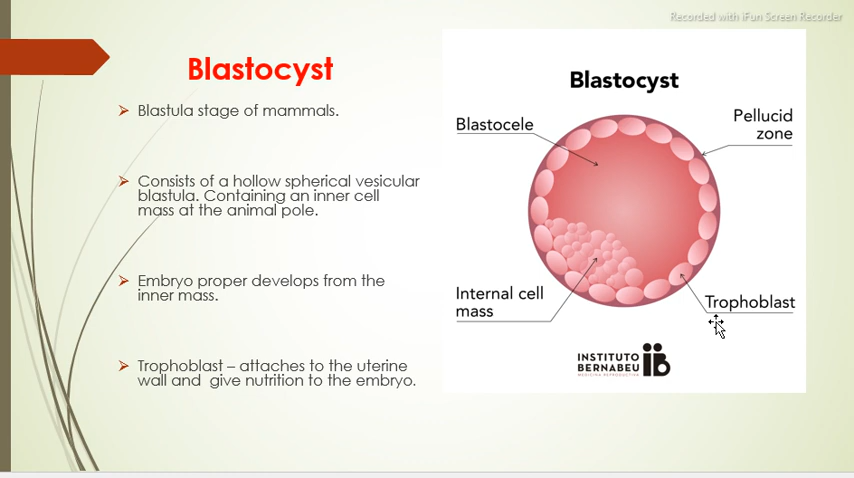 Recorded with iFun Screen Recorder
Blastocyst
➢ Blastula stage of mammals.
➢ Consists of a hollow spherical vesicular
blastula. Containing an inner cell
mass at the animal pole.
➢ Embryo proper develops from the
inner mass.
➢ Trophoblast – attaches to the uterine
wall and give nutrition to the embryo.
Blastocyst
Blastocele
Pellucid
zone
Internal cell
mass
Trophoblast
INSTITUTO
BERNABEU
MEDICINA REPRODUCTIVA